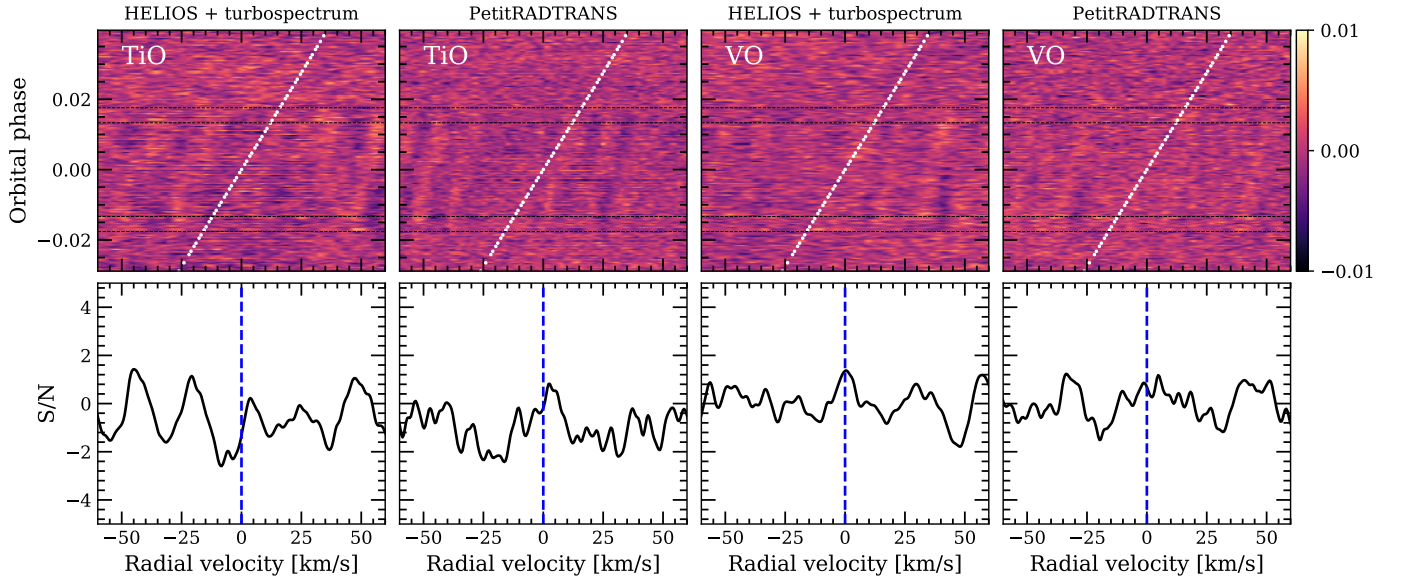 HELIOS + turbospectrum PetitRADTRANS HELIOS + turbospectrum PetitRADTRANS
TiO TiO VO VO
Orbital phase
0.02
0.00
−0.02
0.01
0.00
−0.01
S/N
4
2
0
−2
−4
−50 −25 0 25 50 −50 −25 0 25 50 −50 −25 0 25 50 −50 −25 0 25 50
Radial velocity [km/s] Radial velocity [km/s] Radial velocity [km/s] Radial velocity [km/s]